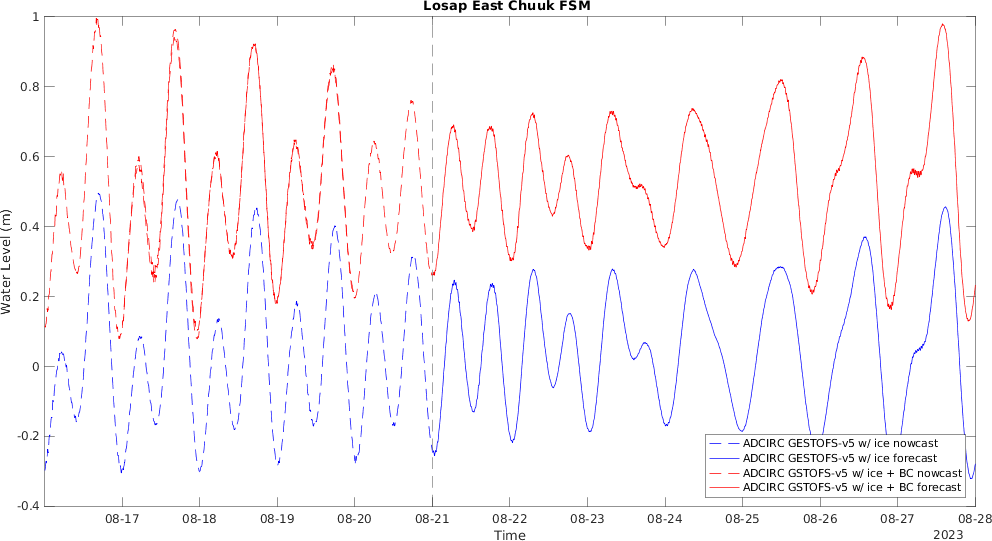 Losap East Chuuk FSM
Water Level (m)
1
0.8
0.6
0.4
0.2
0
-0.2
-0.4
ADCIRC GESTOFS-v5 w/ ice nowcast
ADCIRC GESTOFS-v5 w/ ice forecast
ADCIRC GSTOFS-v5 w/ ice + BC nowcast
ADCIRC GSTOFS-v5 w/ ice + BC forecast
08-17 08-18 08-19 08-20 08-21 08-22 08-23 08-24 08-25 08-26 08-27 08-28
Time
2023